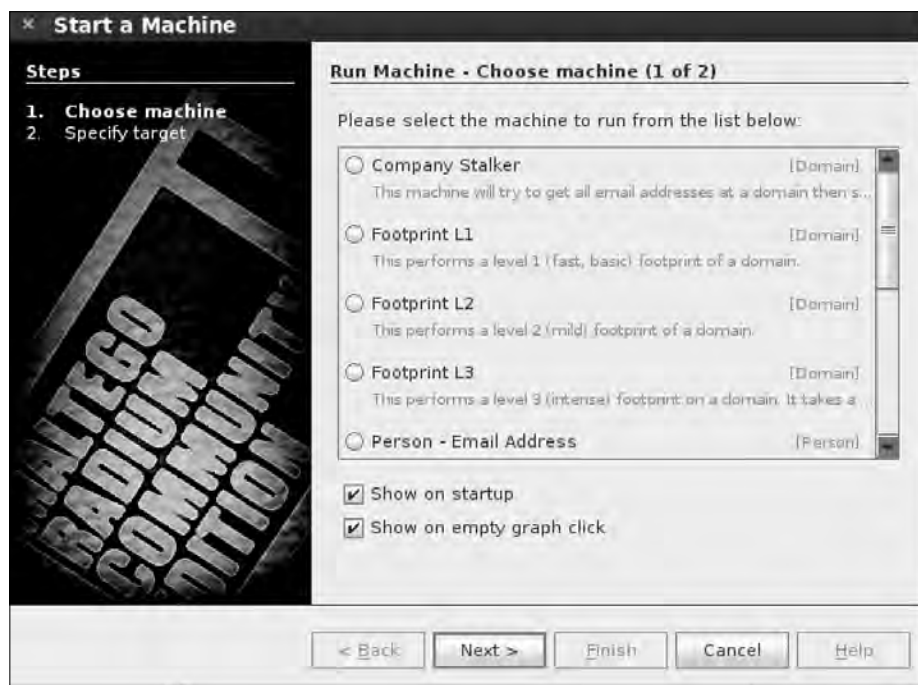 × Start a Machine
Steps
1. Choose machine
2. Specify target
MALTEGO
RADIUM
COMMUNITY
EDITION
Run Machine - Choose machine (1 of 2)
Please select the machine to run from the list below:
Company Stalker [Domain]
This machine will try to get all email addresses at a domain then s...
Footprint L1 [Domain]
This performs a level 1 (fast, basic) footprint of a domain.
Footprint L2 [Domain]
This performs a level 2 (mild) footprint of a domain.
Footprint L3 [Domain]
This performs a level 3 (intense) footprint on a domain. It takes a ...
Person - Email Address [Person]
Show on startup
Show on empty graph click
< Back Next > Finish Cancel Help